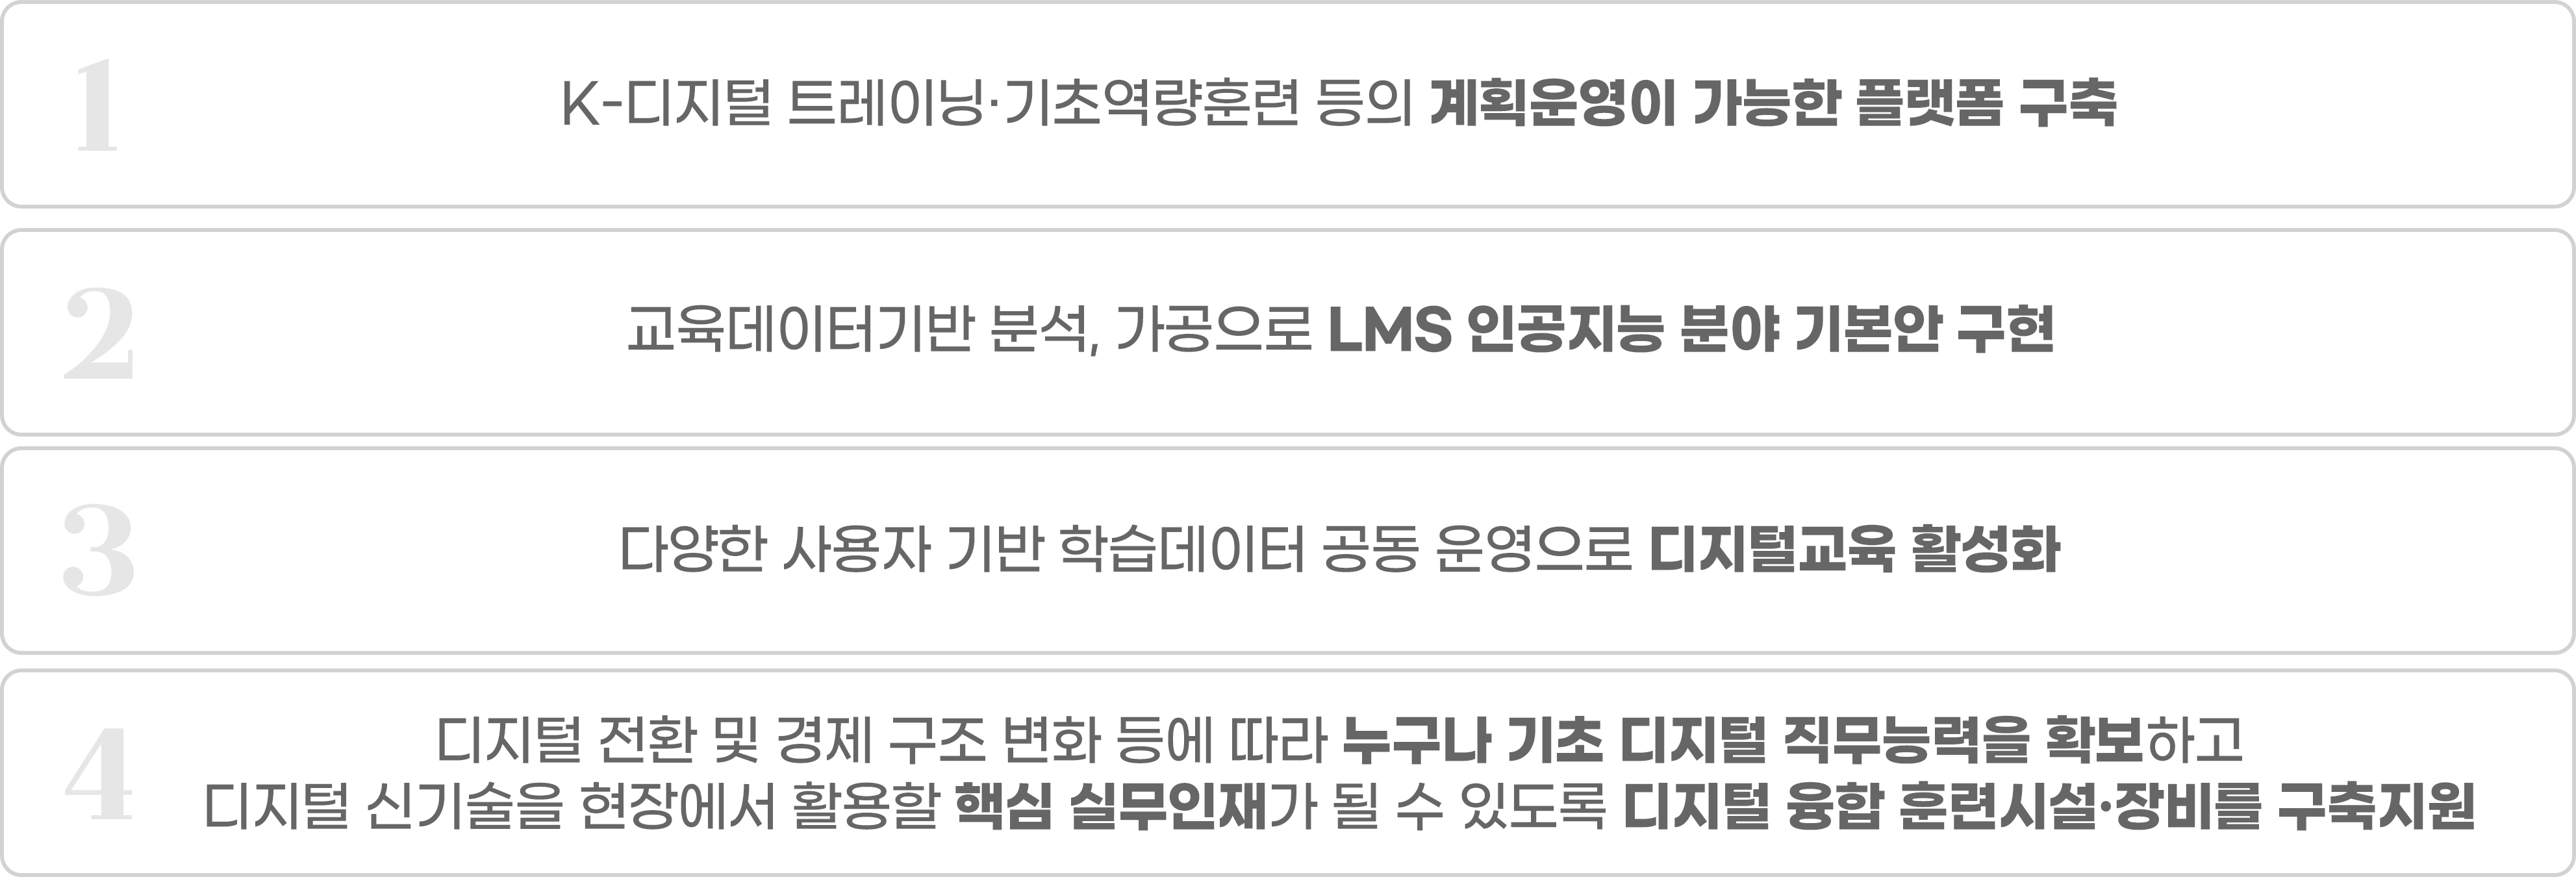 1
K-디지털 트레이닝·기초역량훈련 등의 계획운영이 가능한 플랫폼 구축
2
교육데이터기반 분석, 가공으로 LMS 인공지능 분야 기본안 구현
3
다양한 사용자 기반 학습데이터 공동 운영으로 디지털교육 활성화
4
디지털 전환 및 경제 구조 변화 등에 따라 누구나 기초 디지털 직무능력을 확보하고
디지털 신기술을 현장에서 활용할 핵심 실무인재가 될 수 있도록 디지털 융합 훈련시설·장비를 구축지원